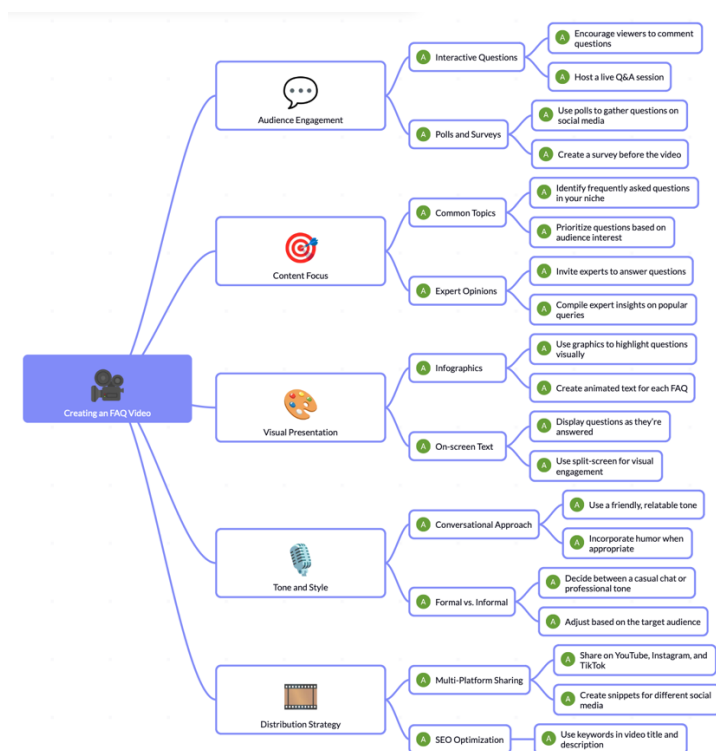 Creating an FAQ Video
Audience Engagement
A Interactive Questions
A Encourage viewers to comment
questions
A Host a live Q&A session
A Polls and Surveys
A Use polls to gather questions on
social media
A Create a survey before the video
Content Focus
A Common Topics
A Identify frequently asked questions
in your niche
A Prioritize questions based on
audience interest
A Expert Opinions
A Invite experts to answer questions
A Compile expert insights on popular
queries
Visual Presentation
A Infographics
A Use graphics to highlight questions
visually
A Create animated text for each FAQ
A On-screen Text
A Display questions as they're
answered
A Use split-screen for visual
engagement
Tone and Style
A Conversational Approach
A Use a friendly, relatable tone
A Incorporate humor when
appropriate
A Formal vs. Informal
A Decide between a casual chat or
professional tone
A Adjust based on the target audience
Distribution Strategy
A Multi-Platform Sharing
A Share on YouTube, Instagram, and
TikTok
A Create snippets for different social
media
A SEO Optimization
A Use keywords in video title and
description